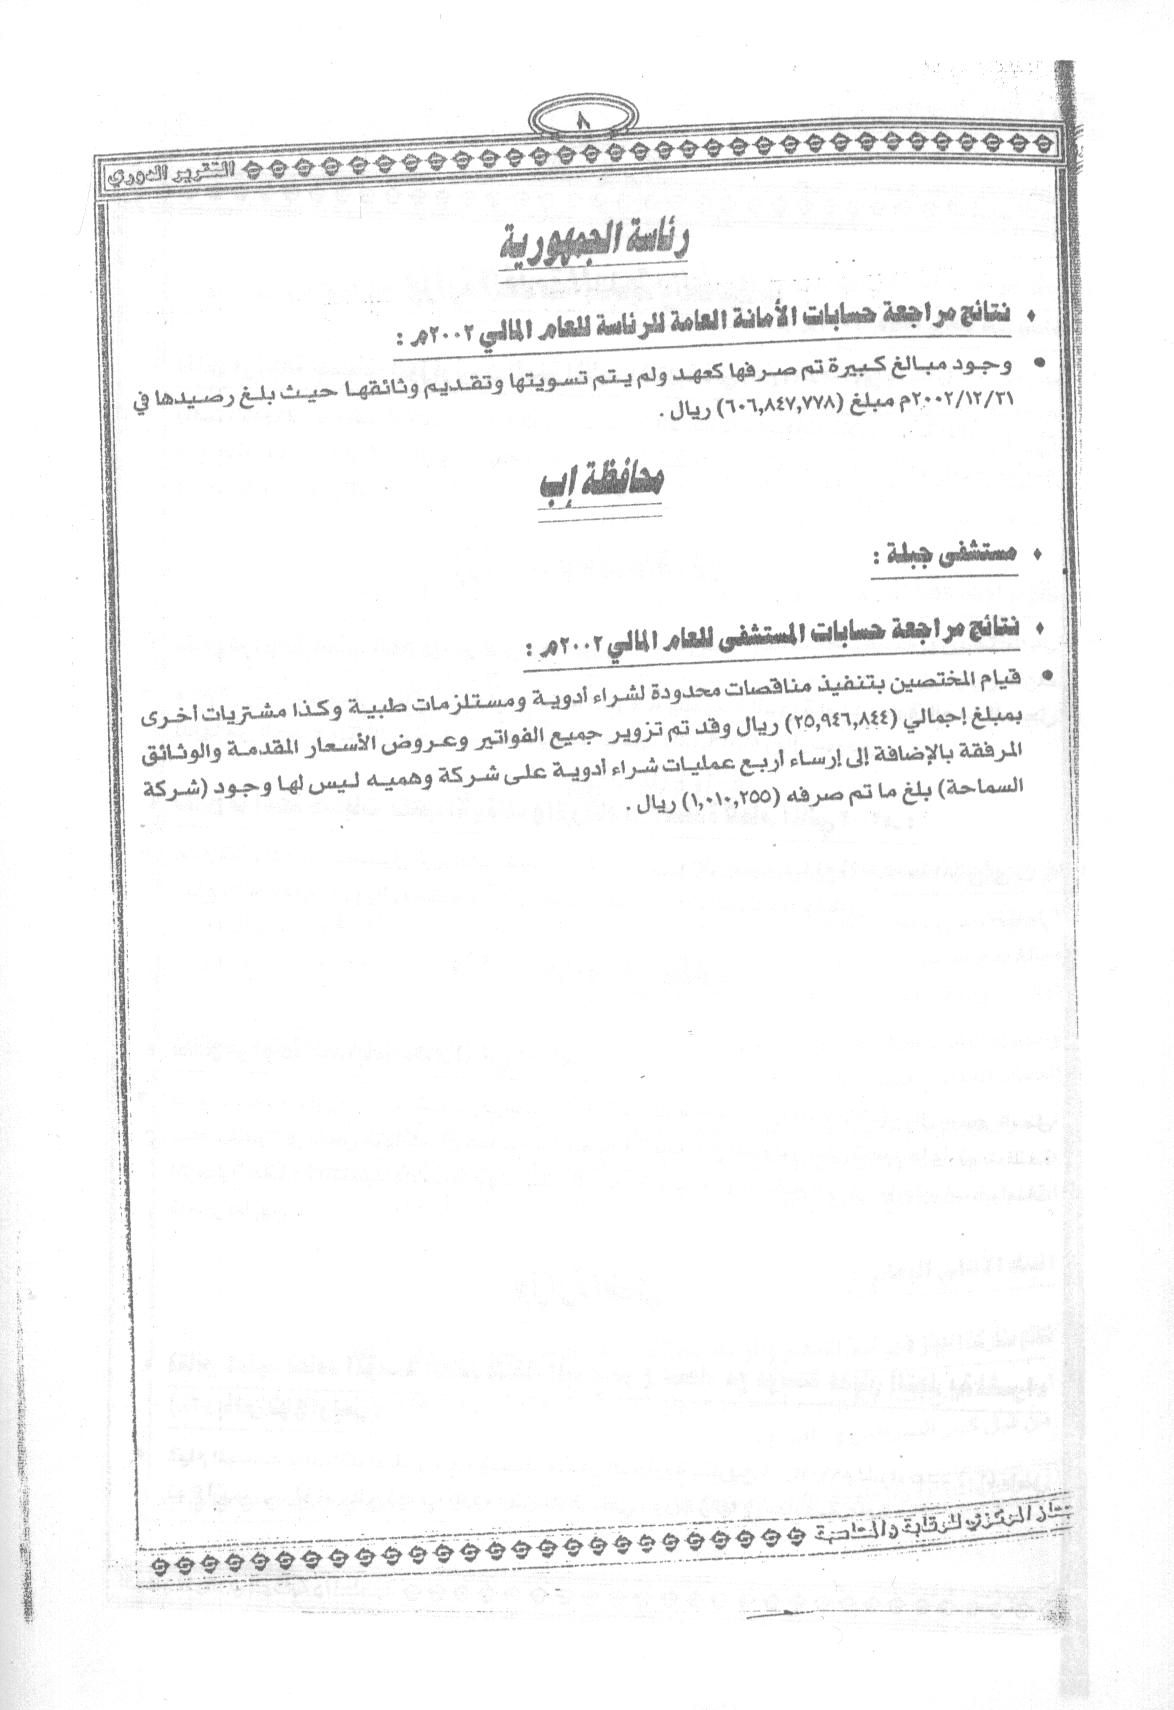 ٨
التقرير الدوري
رئاسة الجمهورية
♦ نتائج مراجعة حسابات الأمانة العامة للرئاسة للعام المالي ٢٠٠٢م :
● وجود مبالغ كبيرة تم صرفها كعهد ولم يتم تسويتها وتقديم وثائقها حيث بلغ رصيدها في
٢٠٠٢/١٢/٣١م مبلغ (٦٠٦,٨٤٧,٧٧٨) ريال .
محافظة إب
♦ مستشفى جبلة :
♦ نتائج مراجعة حسابات المستشفى للعام المالي ٢٠٠٢م :
● قيام المختصين بتنفيذ مناقصات محدودة لشراء أدوية ومستلزمات طبية وكذا مشتريات أخرى
بمبلغ إجمالي (٢٥,٩٤٦,٨٤٤) ريال وقد تم تزوير جميع الفواتير وعروض الأسعار المقدمة والوثائق
المرفقة بالإضافة إلى إرساء أربع عمليات شراء أدوية على شركة وهميه ليس لها وجود (شركة
السماحة) بلغ ما تم صرفه (١,٠١٠,٢٥٥) ريال .
المركزي للرقابة والمحاسبة